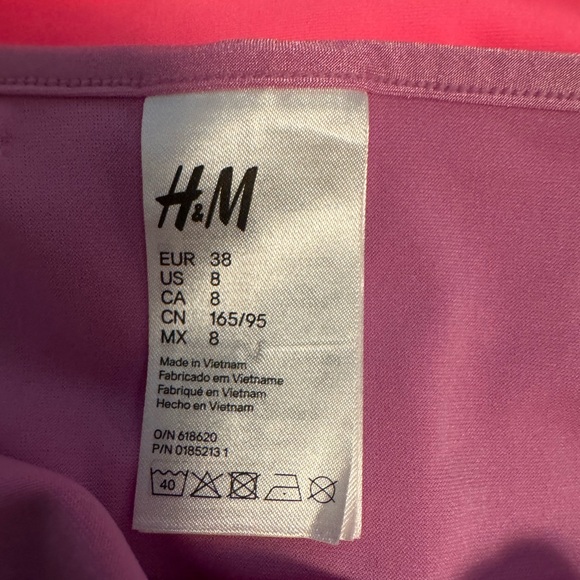 H&M
EUR 38
US 8
CA 8
CN 165/95
MX 8
Made in Vietnam
Fabricado em Vietname
Fabriqué en Vietnam
Hecho en Vietnam
O/N 618620
P/N 01852131
40